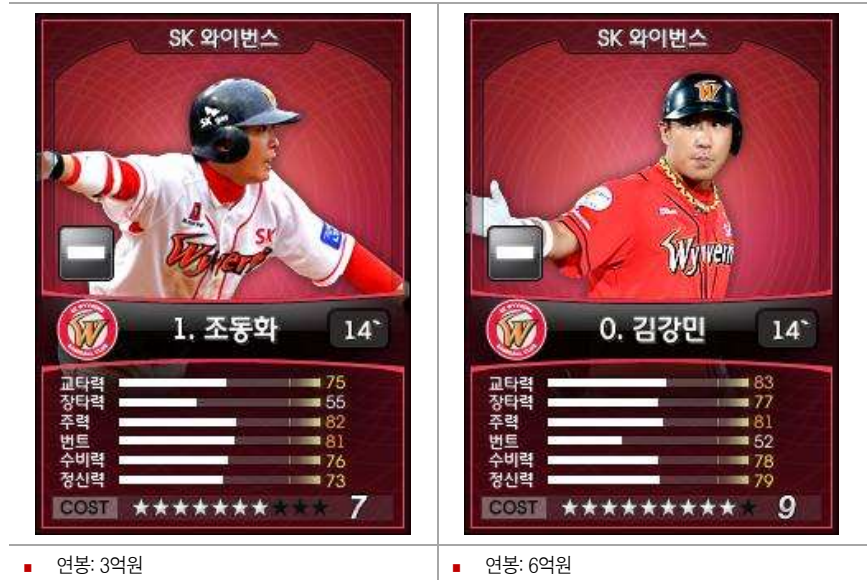 SK 와이번스
SK
SK
Wyverns
W
1. 조동화
14`
교타력 75
장타력 55
주력 82
번트 81
수비력 76
정신력 73
COST 7
연봉: 3억원
SK 와이번스
W
Wyvern
W
0. 김강민
14`
교타력 83
장타력 77
주력 81
번트 52
수비력 78
정신력 79
COST 9
연봉: 6억원